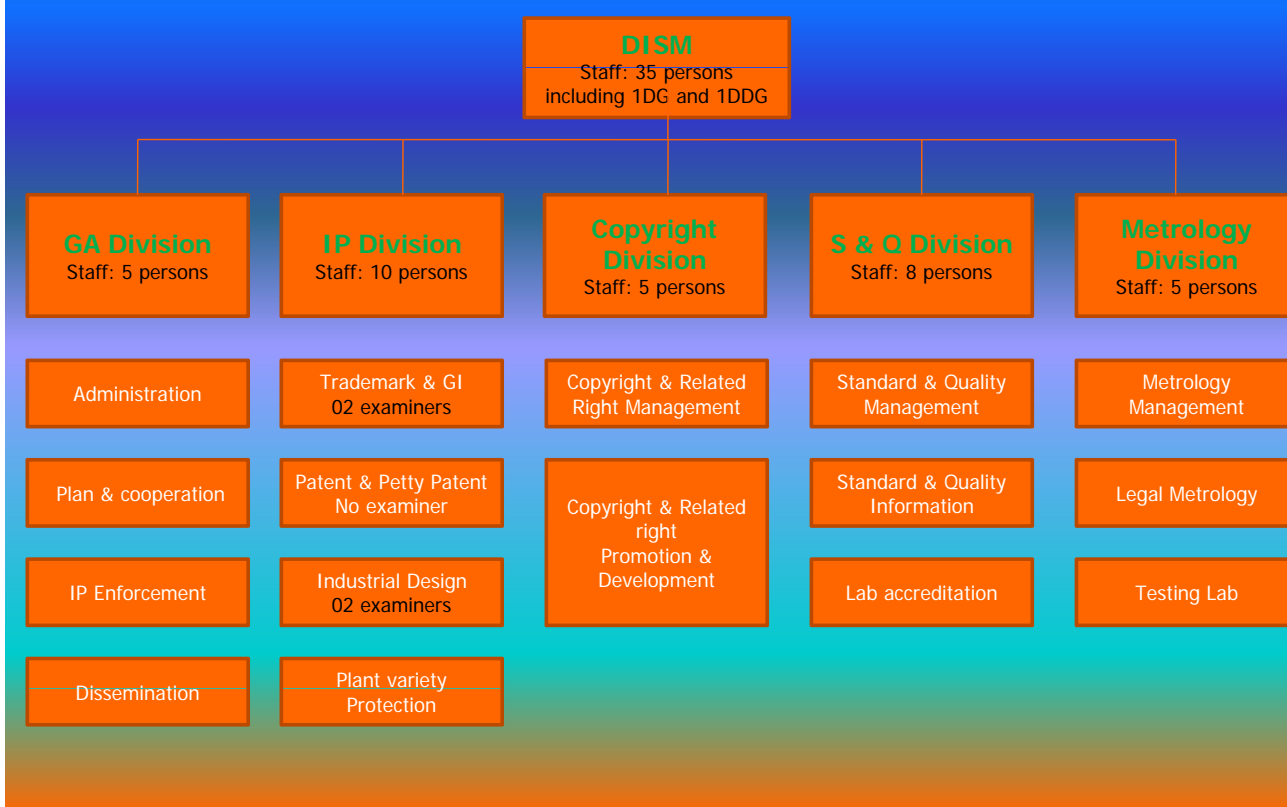 DISM
Staff: 35 persons
including 1DG and 1DDG
GA Division
Staff: 5 persons
IP Division
Staff: 10 persons
Copyright
Division
Staff: 5 persons
S & Q Division
Staff: 8 persons
Metrology
Division
Staff: 5 persons
Administration
Trademark & GI
02 examiners
Copyright & Related
Right Management
Standard & Quality
Management
Metrology
Management
Plan & cooperation
Patent & Petty Patent
No examiner
Copyright & Related
right
Promotion &
Development
Standard & Quality
Information
Legal Metrology
IP Enforcement
Industrial Design
02 examiners
Lab accreditation
Testing Lab
Dissemination
Plant variety
Protection